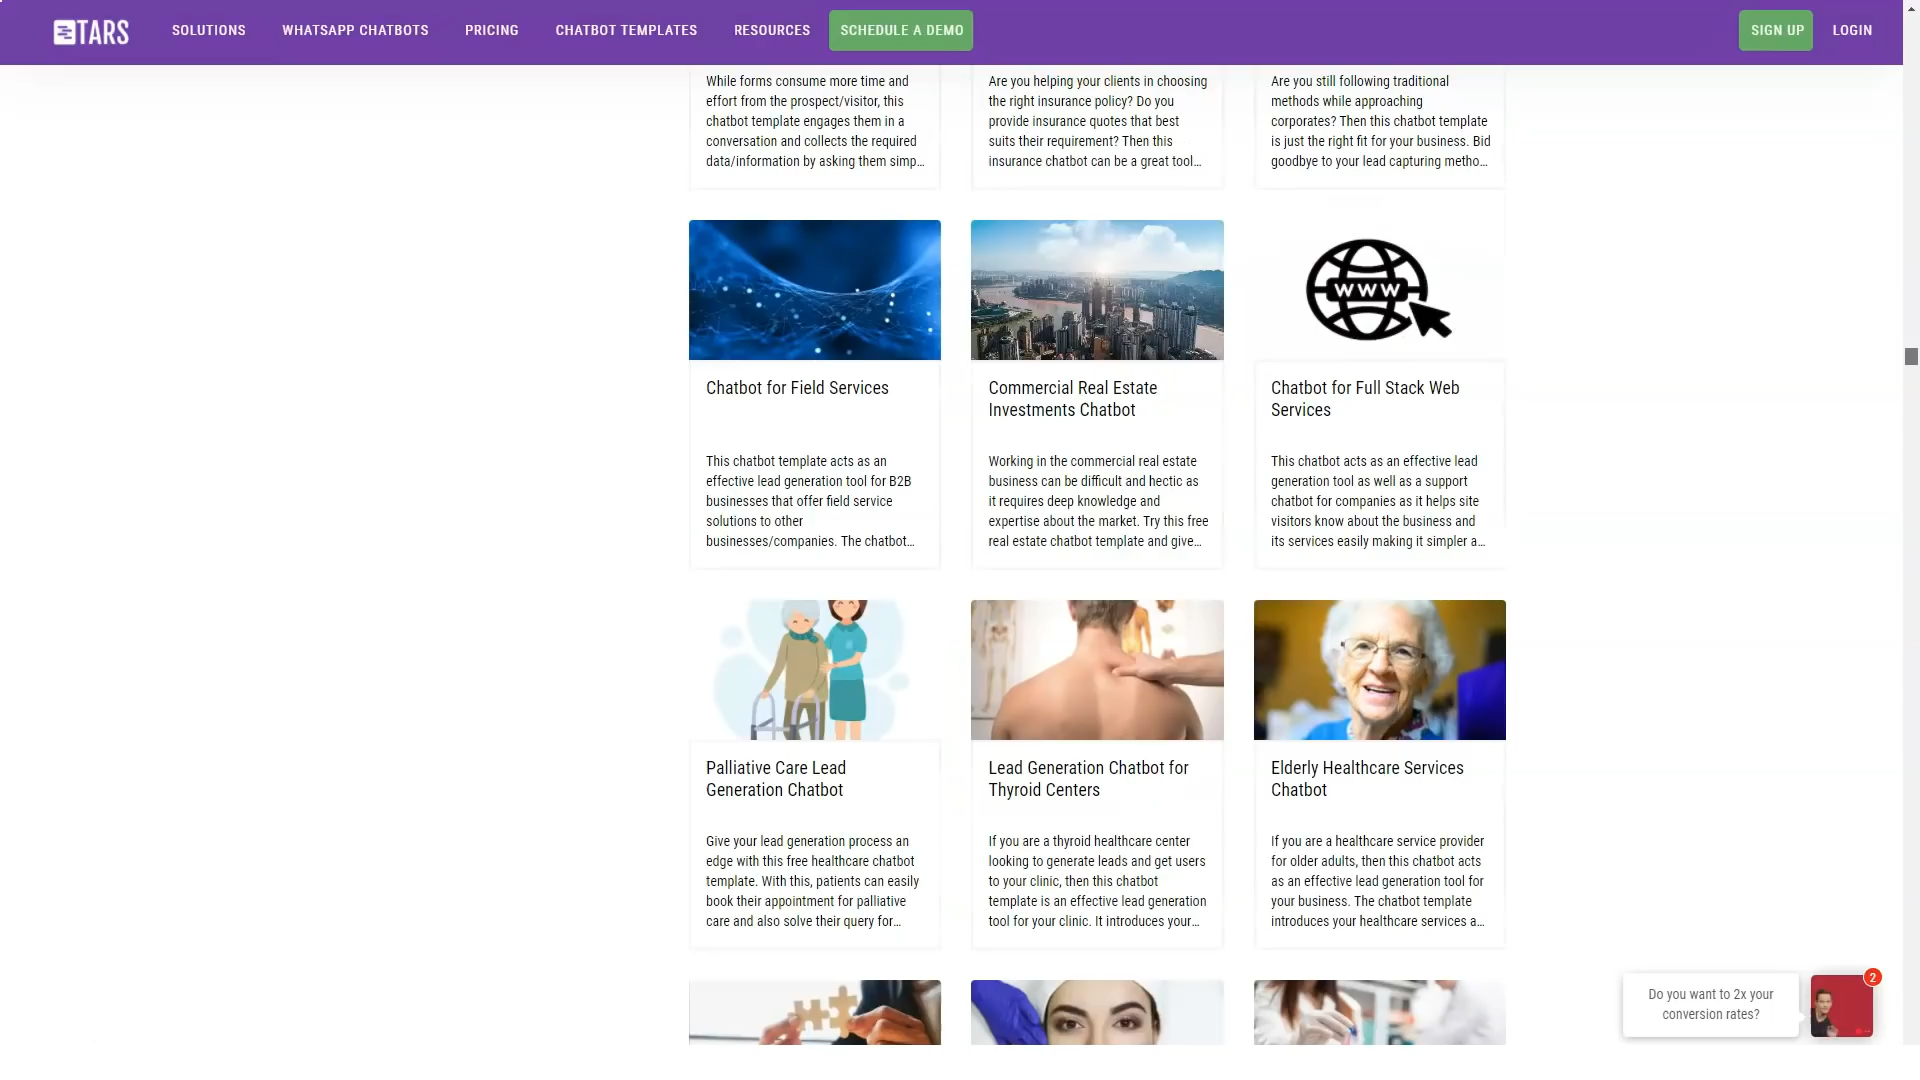 TARS
SOLUTIONS
WHATSAPP CHATBOTS
PRICING
CHATBOT TEMPLATES
RESOURCES
SCHEDULE A DEMO
SIGN UP
LOGIN
While forms consume more time and
effort from the prospect/visitor, this
chatbot template engages them in a
conversation and collects the required
data/information by asking them simp...
Are you helping your clients in choosing
the right insurance policy? Do you
provide insurance quotes that best
suits their requirement? Then this
insurance chatbot can be a great tool...
Are you still following traditional
methods while approaching
corporates? Then this chatbot template
is just the right fit for your business. Bid
goodbye to your lead capturing metho...
WWW
Chatbot for Field Services
This chatbot template acts as an
effective lead generation tool for B2B
businesses that offer field service
solutions to other
businesses/companies. The chatbot...
Commercial Real Estate
Investments Chatbot
Working in the commercial real estate
business can be difficult and hectic as
it requires deep knowledge and
expertise about the market. Try this free
real estate chatbot template and give...
Chatbot for Full Stack Web
Services
This chatbot acts as an effective lead
generation tool as well as a support
chatbot for companies as it helps site
visitors know about the business and
its services easily making it simpler a...
Palliative Care Lead
Generation Chatbot
Give your lead generation process an
edge with this free healthcare chatbot
template. With this, patients can easily
book their appointment for palliative
care and also solve their query for...
Lead Generation Chatbot for
Thyroid Centers
If you are a thyroid healthcare center
looking to generate leads and get users
to your clinic, then this chatbot
template is an effective lead generation
tool for your clinic. It introduces your...
Elderly Healthcare Services
Chatbot
If you are a healthcare service provider
for older adults, then this chatbot acts
as an effective lead generation tool for
your business. The chatbot template
introduces your healthcare services a...
Do you want to 2x your
conversion rates?
2